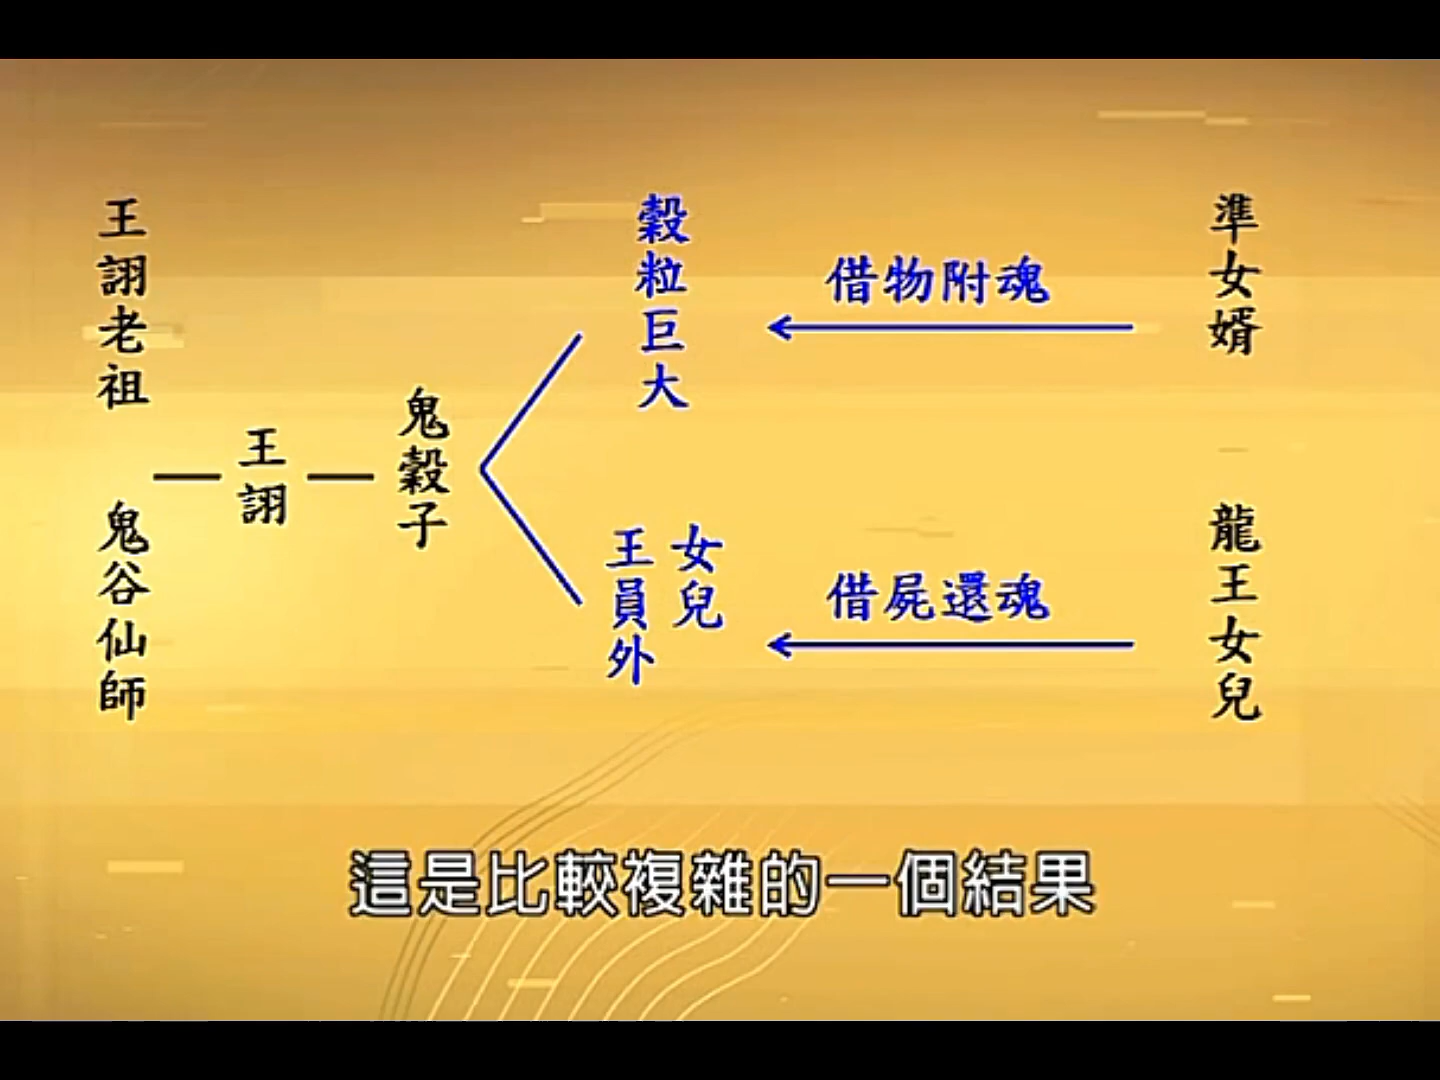 王詡老祖
鬼谷仙師
王詡
鬼穀子
穀粒巨大
女兒
王員外
借物附魂
借屍還魂
準女婿
龍王女兒
這是比較複雜的一個結果